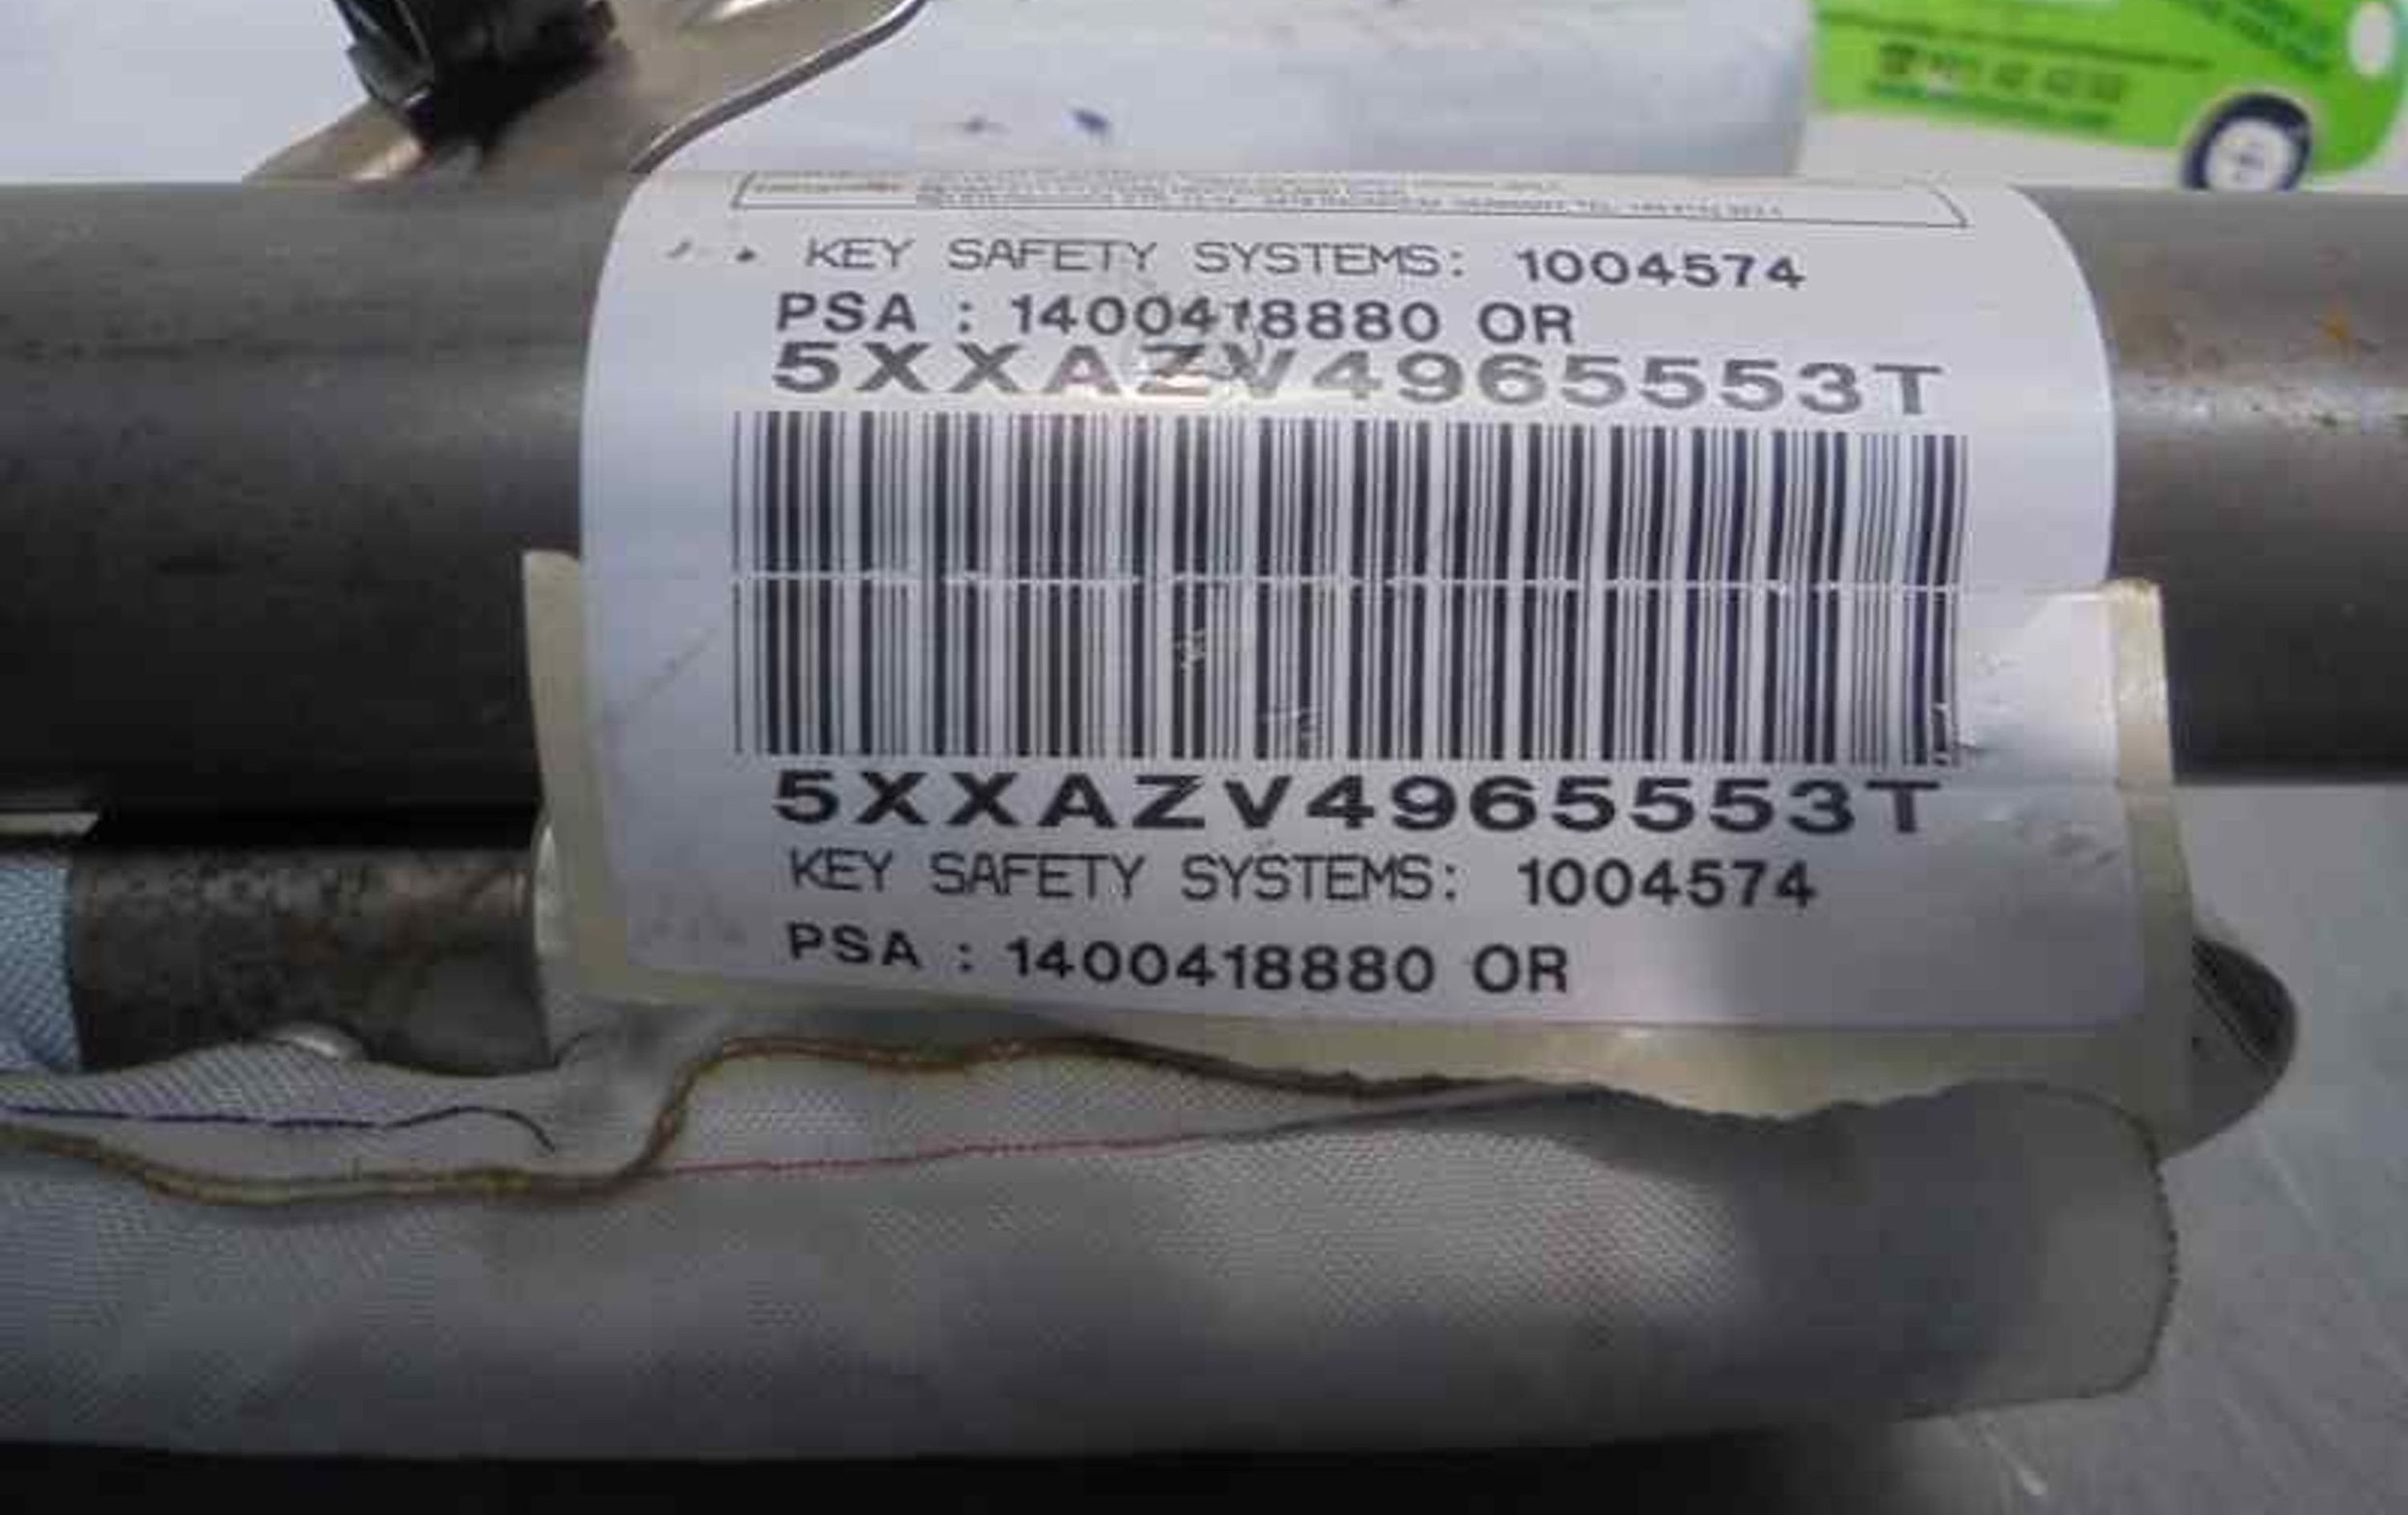 KEY SAFETY SYSTEMS: 1004574
PSA : 1400418880 OR
5XXAZV4965553T
5XXAZV4965553T
KEY SAFETY SYSTEMS: 1004574
PSA : 1400418880 OR